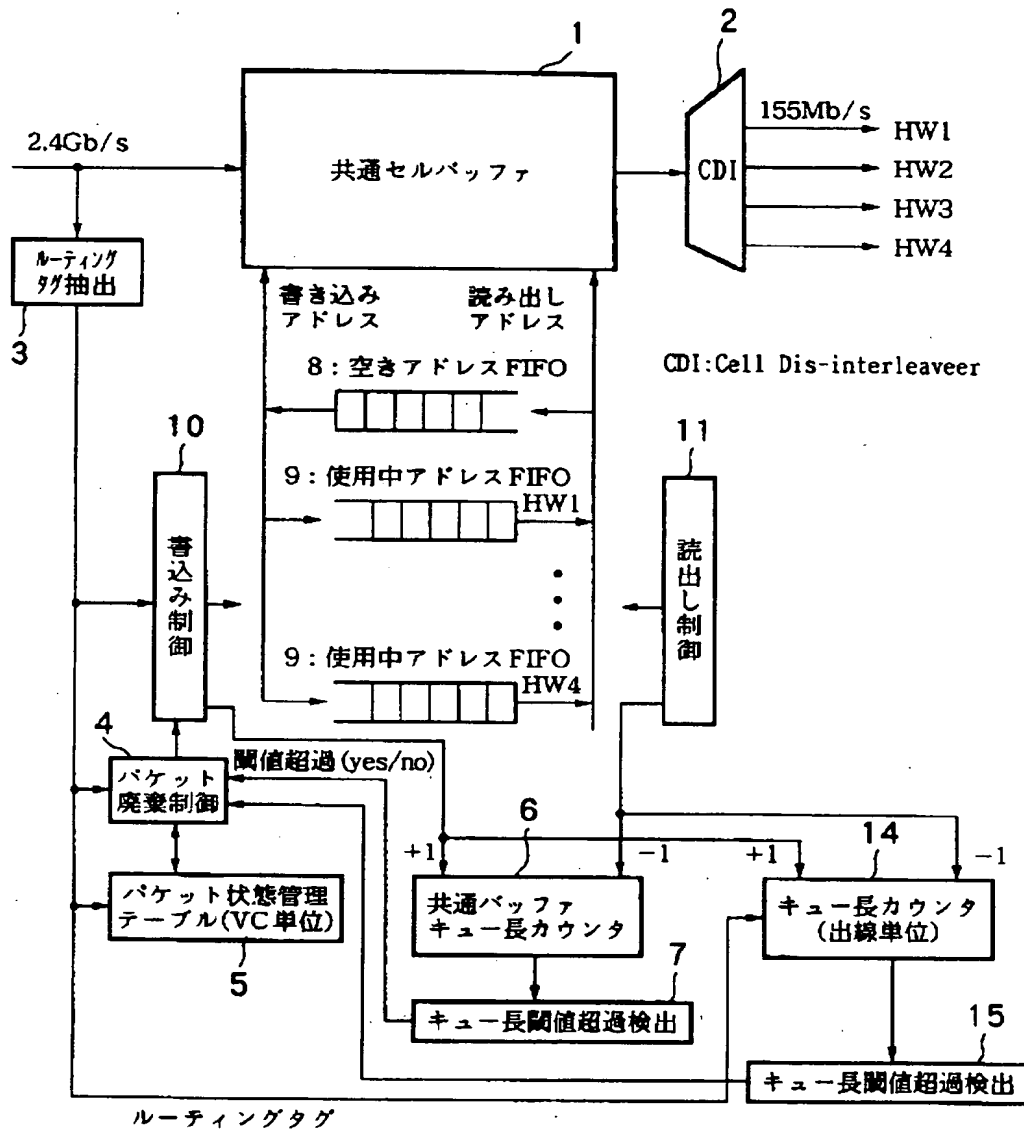 1
2
2.4Gb/s
共通セルバッファ
CDI
155Mb/s
HW1
HW2
HW3
HW4
ルーティング
タグ抽出
3
書き込み
アドレス
読み出し
アドレス
8：空きアドレスFIFO
CDI:Cell Dis-interleaveer
10
書込み制御
9：使用中アドレスFIFO
HW1
11
読出し制御
9：使用中アドレスFIFO
HW4
4
パケット
廃棄制御
閾値超過(yes/no)
6
14
+1
-1
+1
-1
パケット状態管理
テーブル(VC単位)
5
共通バッファ
キュー長カウンタ
キュー長カウンタ
(出線単位)
7
キュー長閾値超過検出
15
キュー長閾値超過検出
ルーティングタグ